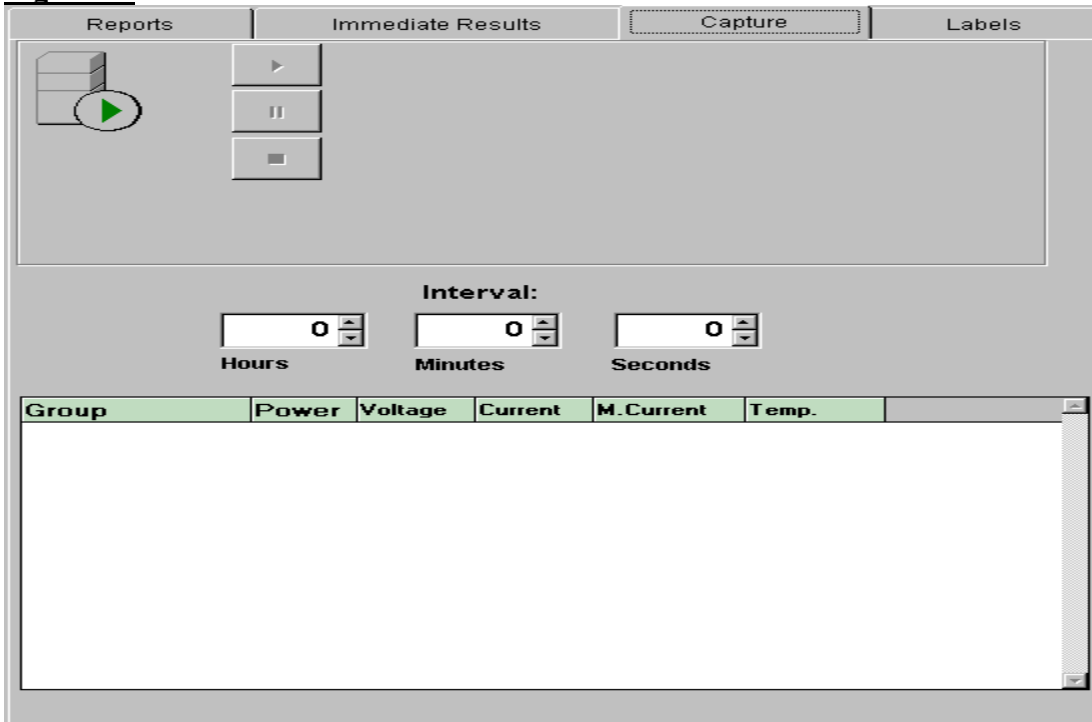 Reports Immediate Results Capture Labels
Interval:
0 0 0
Hours Minutes Seconds
Group Power Voltage Current M.Current Temp.